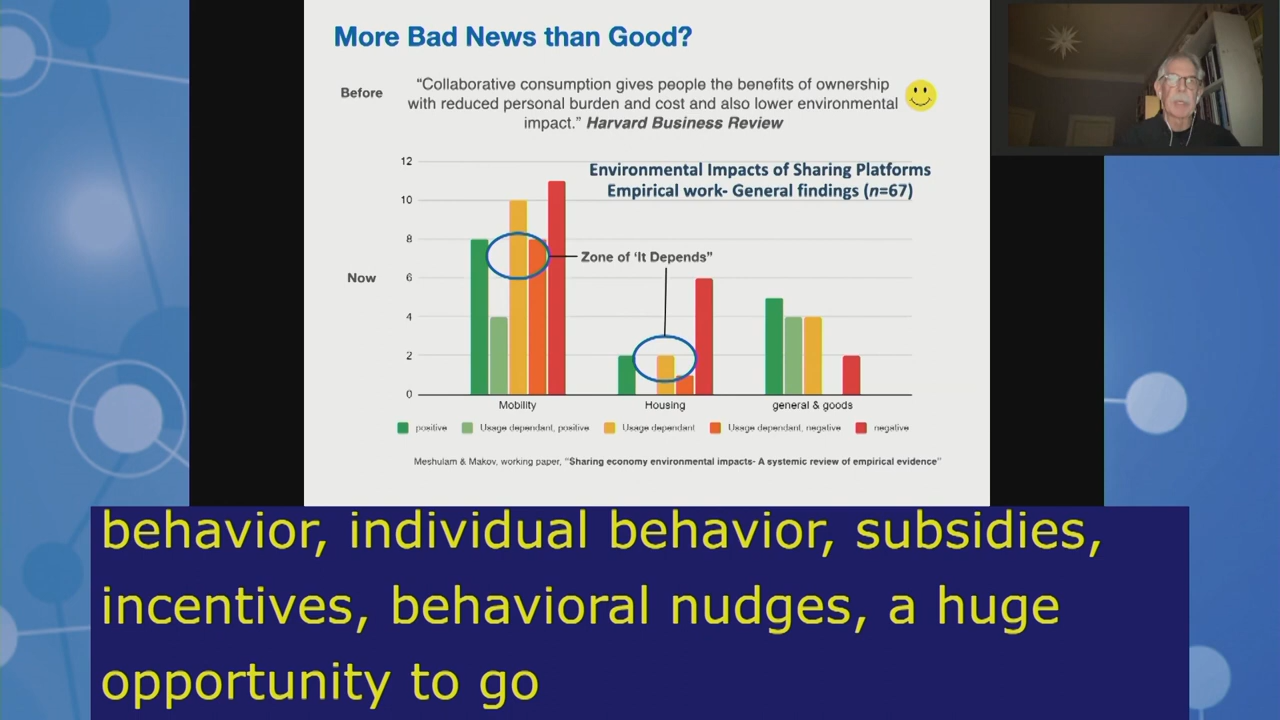 More Bad News than Good?
Before
“Collaborative consumption gives people the benefits of ownership
with reduced personal burden and cost and also lower environmental
impact.” Harvard Business Review
Environmental Impacts of Sharing Platforms
Empirical work- General findings (n=67)
Now
Zone of ‘It Depends”
12
10
8
6
4
2
0
Mobility Housing general & goods
positive Usage dependant, positive Usage dependant Usage dependant, negative negative
Meshulam & Makov, working paper, “Sharing economy environmental impacts- A systemic review of empirical evidence”
behavior, individual behavior, subsidies,
incentives, behavioral nudges, a huge
opportunity to go